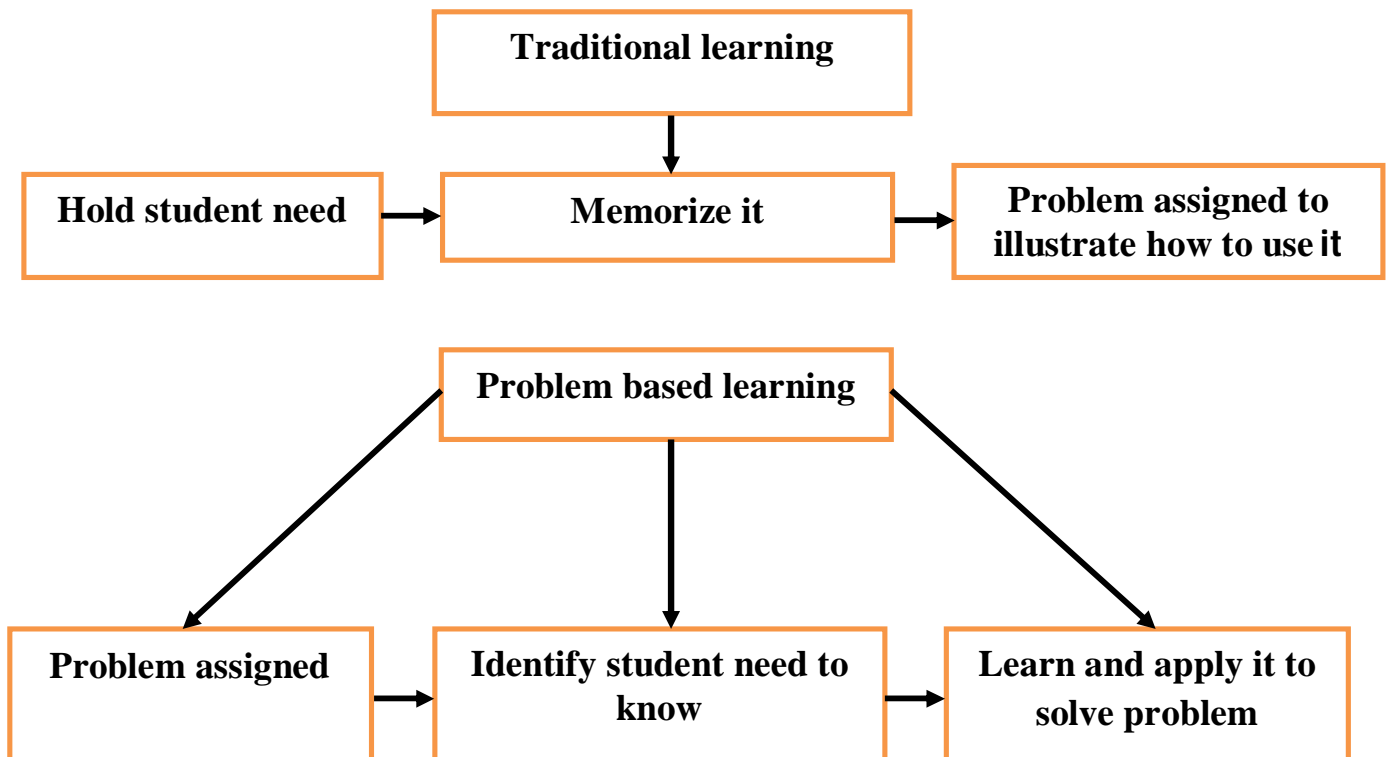 Traditional learning
Hold student need
Memorize it
Problem assigned to
illustrate how to use it
Problem based learning
Problem assigned
Identify student need to
know
Learn and apply it to
solve problem